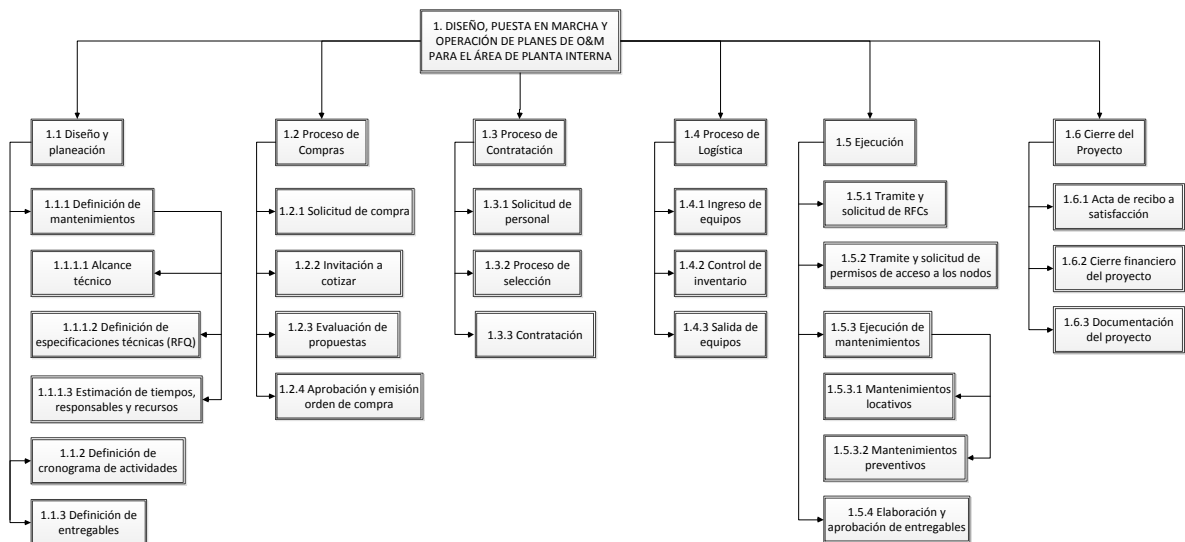 1. DISEÑO, PUESTA EN MARCHA Y
OPERACIÓN DE PLANES DE O&M
PARA EL ÁREA DE PLANTA INTERNA
1.1 Diseño y
planeación
1.1.1 Definición de
mantenimientos
1.1.1.1 Alcance
técnico
1.1.1.2 Definición de
especificaciones técnicas (RFQ)
1.1.1.3 Estimación de tiempos,
responsables y recursos
1.1.2 Definición de
cronograma de actividades
1.1.3 Definición de
entregables
1.2 Proceso de
Compras
1.2.1 Solicitud de compra
1.2.2 Invitación a
cotizar
1.2.3 Evaluación de
propuestas
1.2.4 Aprobación y emisión
orden de compra
1.3 Proceso de
Contratación
1.3.1 Solicitud de
personal
1.3.2 Proceso de
selección
1.3.3 Contratación
1.4 Proceso de
Logística
1.4.1 Ingreso de
equipos
1.4.2 Control de
inventario
1.4.3 Salida de
equipos
1.5 Ejecución
1.5.1 Tramite y
solicitud de RFCs
1.5.2 Tramite y solicitud de
permisos de acceso a los nodos
1.5.3 Ejecución de
mantenimientos
1.5.3.1 Mantenimientos
locativos
1.5.3.2 Mantenimientos
preventivos
1.5.4 Elaboración y
aprobación de entregables
1.6 Cierre del
Proyecto
1.6.1 Acta de recibo a
satisfacción
1.6.2 Cierre financiero
del proyecto
1.6.3 Documentación
del proyecto